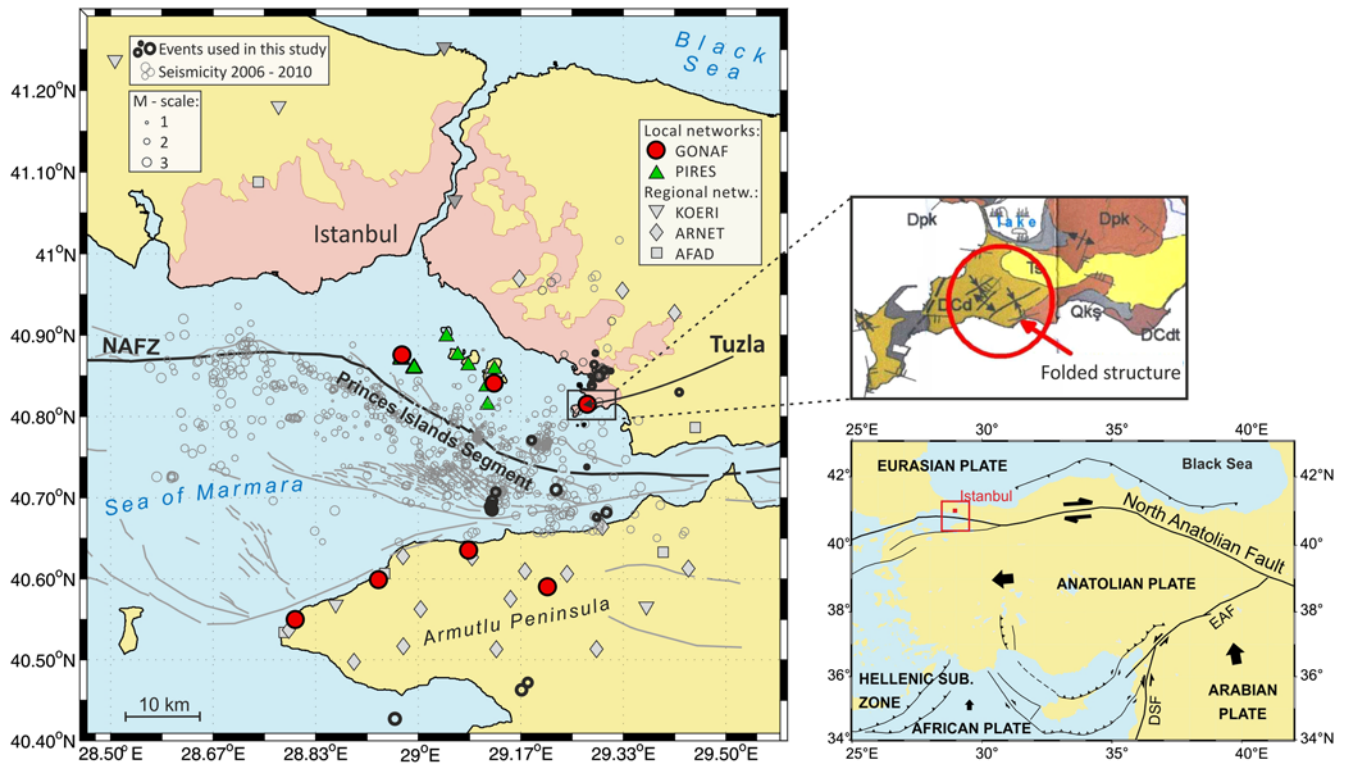 Events used in this study
Seismicity 2006 - 2010
M - scale:
1
2
3
Black
Sea
Local networks:
GONAF
PIRES
Regional netw.:
KOERI
ARNET
AFAD
Istanbul
NAFZ
Princes Islands Segment
Tuzla
Sea of Marmara
Armutlu Peninsula
10 km
41.20°N
41.10°N
41°N
40.90°N
40.80°N
40.70°N
40.60°N
40.50°N
40.40°N
28.50°E
28.67°E
28.83°E
29°E
29.17°E
29.33°E
29.50°E
Dpk
lake
Dpk
DCd
Qkş
DCdt
Folded structure
25°E
30°
35°
40°E
42°
42°N
40°
40°
38°
38°
36°
36°
34°
34°N
25°E
30°
35°
40°E
EURASIAN PLATE
Black Sea
Istanbul
North Anatolian Fault
ANATOLIAN PLATE
EAF
HELLENIC SUB.
ZONE
AFRICAN PLATE
DSF
ARABIAN
PLATE